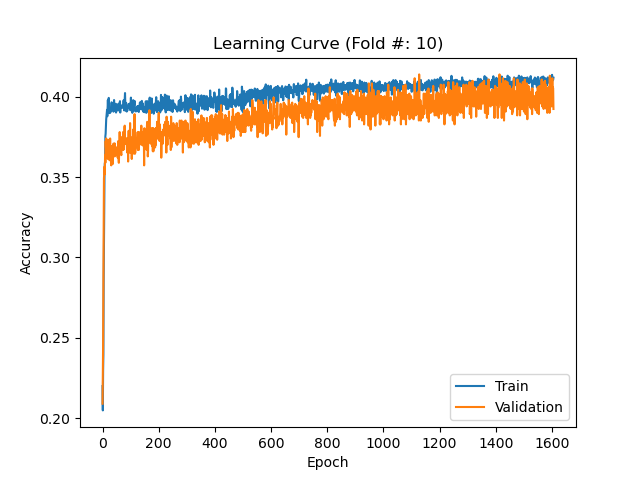 Learning Curve (Fold #: 10)
0.40
0.35
0.30
0.25
0.20
Accuracy
0 200 400 600 800 1000 1200 1400 1600
Epoch
Train
Validation